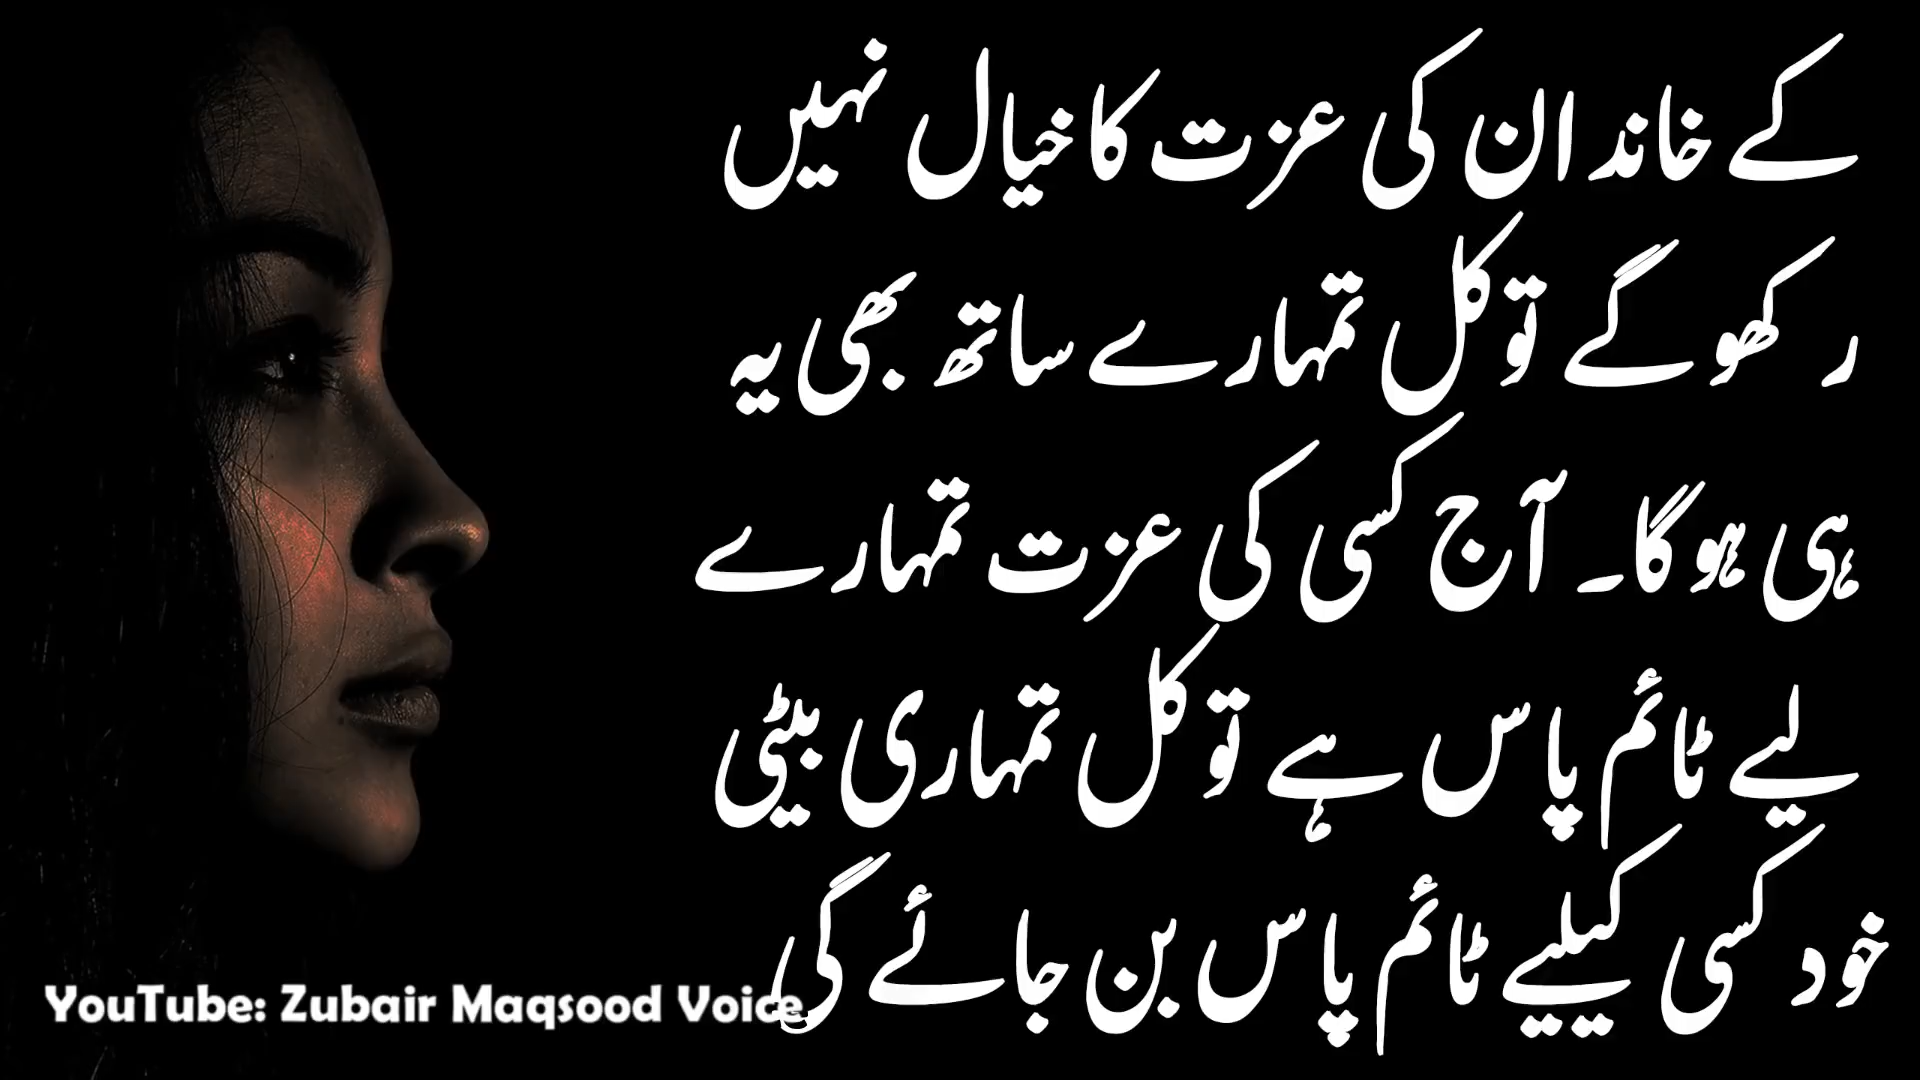 کے خاندان کی عزت کا خیال نہیں
رکھو گے تو کل تمہارے ساتھ بھی یہ
ہی ہو گا۔ آج کسی کی عزت تمہارے
لیے ٹائم پاس ہے تو کل تمہاری بیٹی
خود کسی کیلیے ٹائم پاس بن جائے گی
YouTube: Zubair Maqsood Voice